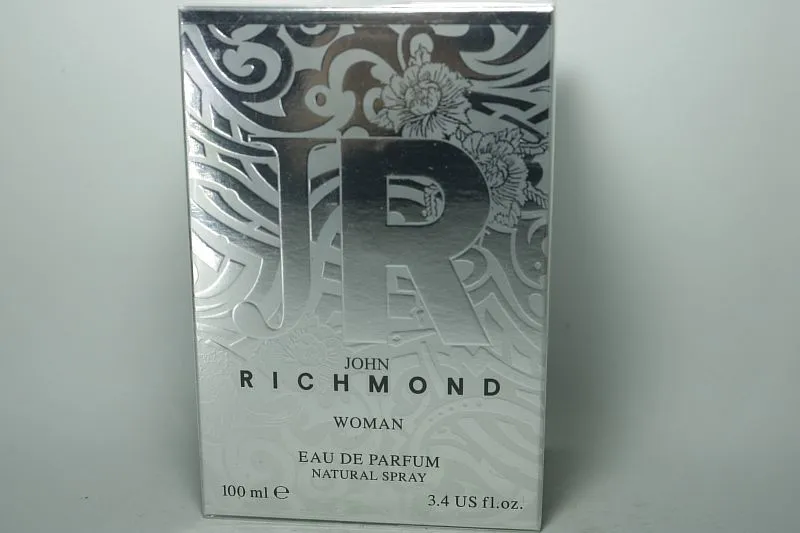 JR
JOHN
RICHMOND
WOMAN
EAU DE PARFUM
NATURAL SPRAY
100 ml ℮
3.4 US fl.oz.